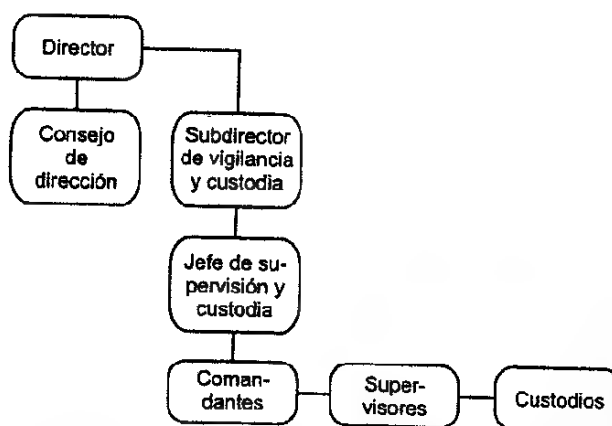 Director
Consejo
de
dirección
Subdirector
de vigilancia
y custodia
Jefe de su-
pervisión y
custodia
Coman-
dantes
Super-
visores
Custodios